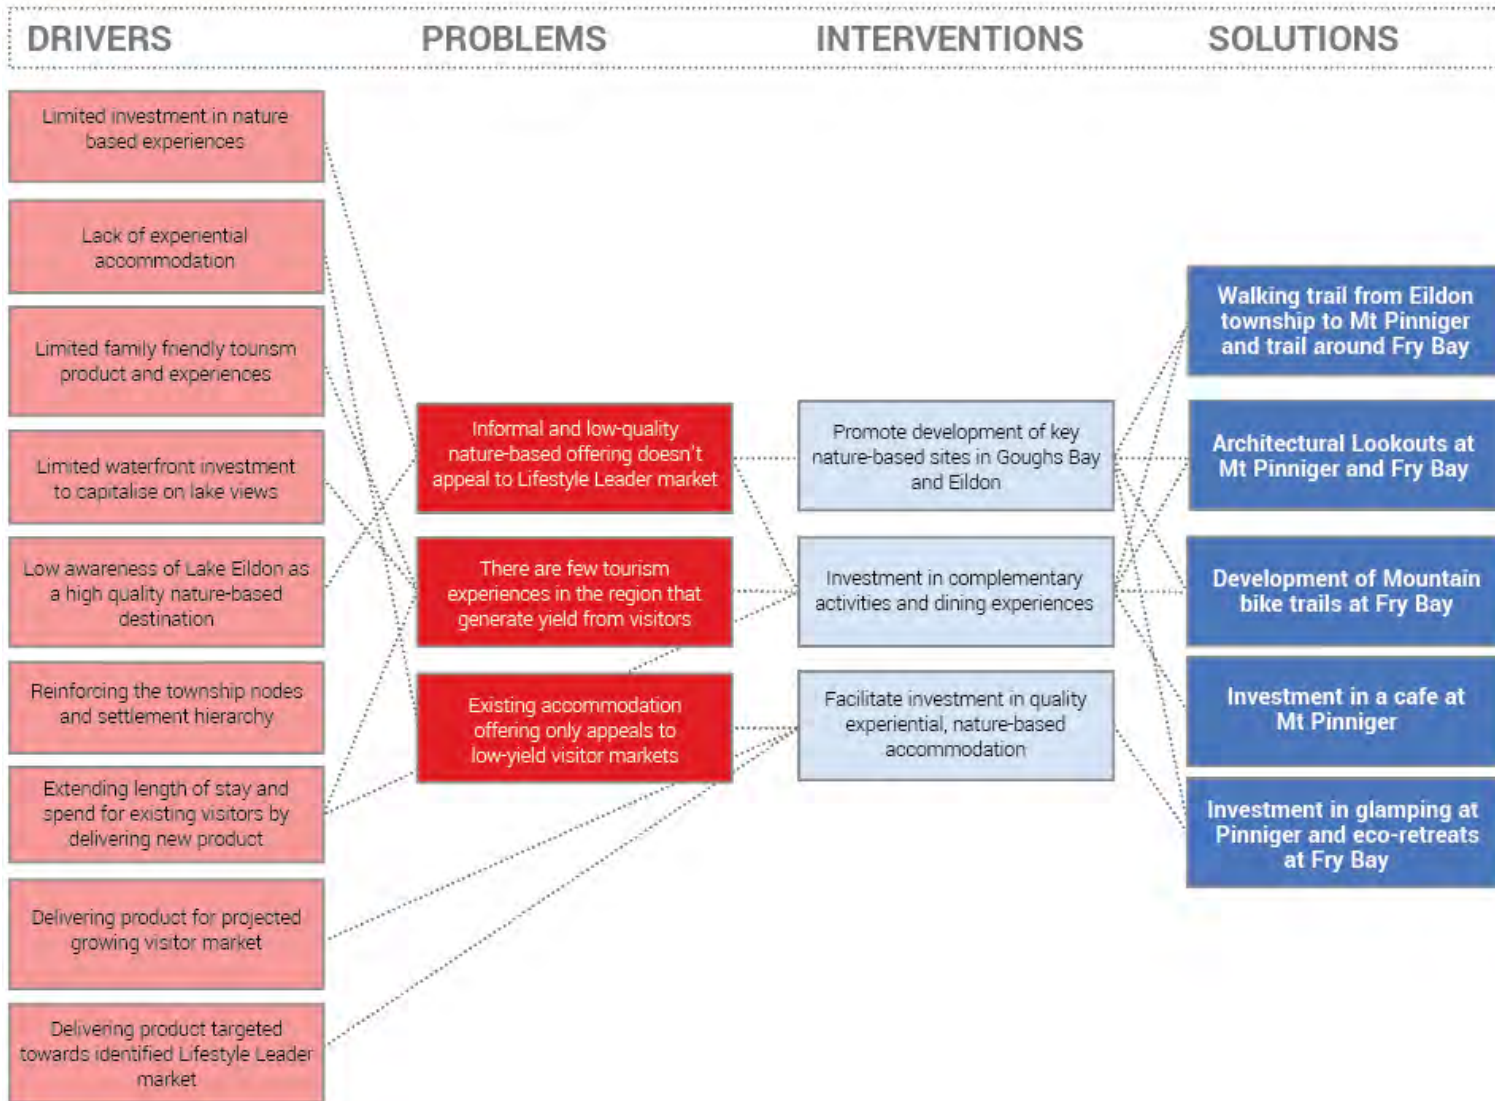 DRIVERS
PROBLEMS
INTERVENTIONS
SOLUTIONS
Limited investment in nature
based experiences
Lack of experiential
accommodation
Limited family friendly tourism
product and experiences
Limited waterfront investment
to capitalise on lake views
Low awareness of Lake Eildon as
a high quality nature-based
destination
Reinforcing the township nodes
and settlement hierarchy
Extending length of stay and
spend for existing visitors by
delivering new product
Delivering product for projected
growing visitor market
Delivering product targeted
towards identified Lifestyle Leader
market
Informal and low-quality
nature-based offering doesn't
appeal to Lifestyle Leader market
There are few tourism
experiences in the region that
generate yield from visitors
Existing accommodation
offering only appeals to
low-yield visitor markets
Promote development of key
nature-based sites in Goughs Bay
and Eildon
Investment in complementary
activities and dining experiences
Facilitate investment in quality
experiential, nature-based
accommodation
Walking trail from Eildon
township to Mt Pinniger
and trail around Fry Bay
Architectural Lookouts at
Mt Pinniger and Fry Bay
Development of Mountain
bike trails at Fry Bay
Investment in a cafe at
Mt Pinniger
Investment in glamping at
Pinniger and eco-retreats
at Fry Bay